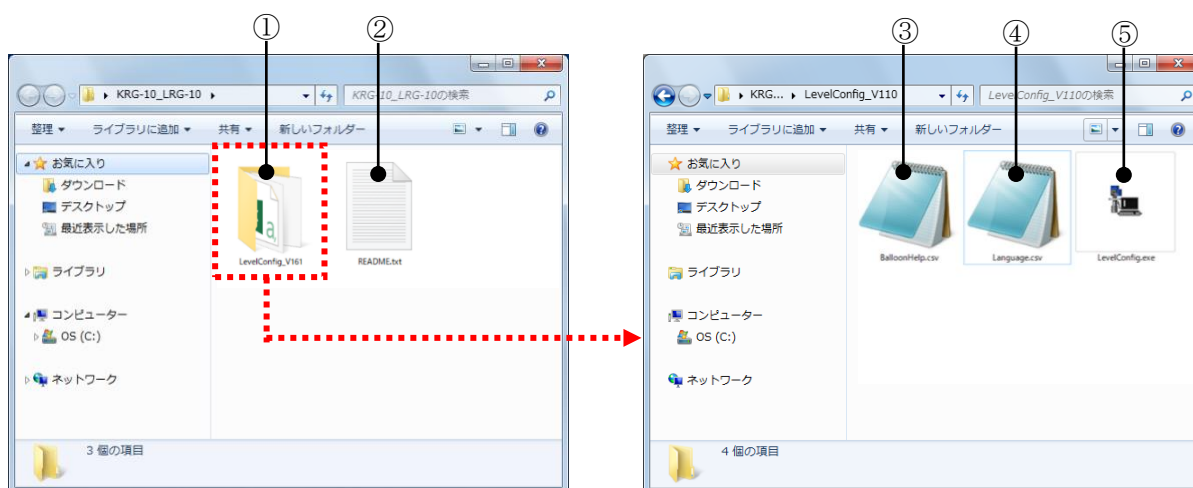 ① ②
KRG-10_LRG-10
KRG-10_LRG-10の検索
整理 ライブラリに追加 共有 新しいフォルダー
お気に入り
ダウンロード
デスクトップ
最近表示した場所
ライブラリ
コンピューター
OS (C:)
ネットワーク
LevelConfig_V161
README.txt
3 個の項目
③ ④ ⑤
KRG... LevelConfig_V110
LevelConfig_V110の検索
整理 ライブラリに追加 共有 新しいフォルダー
お気に入り
ダウンロード
デスクトップ
最近表示した場所
ライブラリ
コンピューター
OS (C:)
ネットワーク
BalloonHelp.csv
Language.csv
LevelConfig.exe
4 個の項目